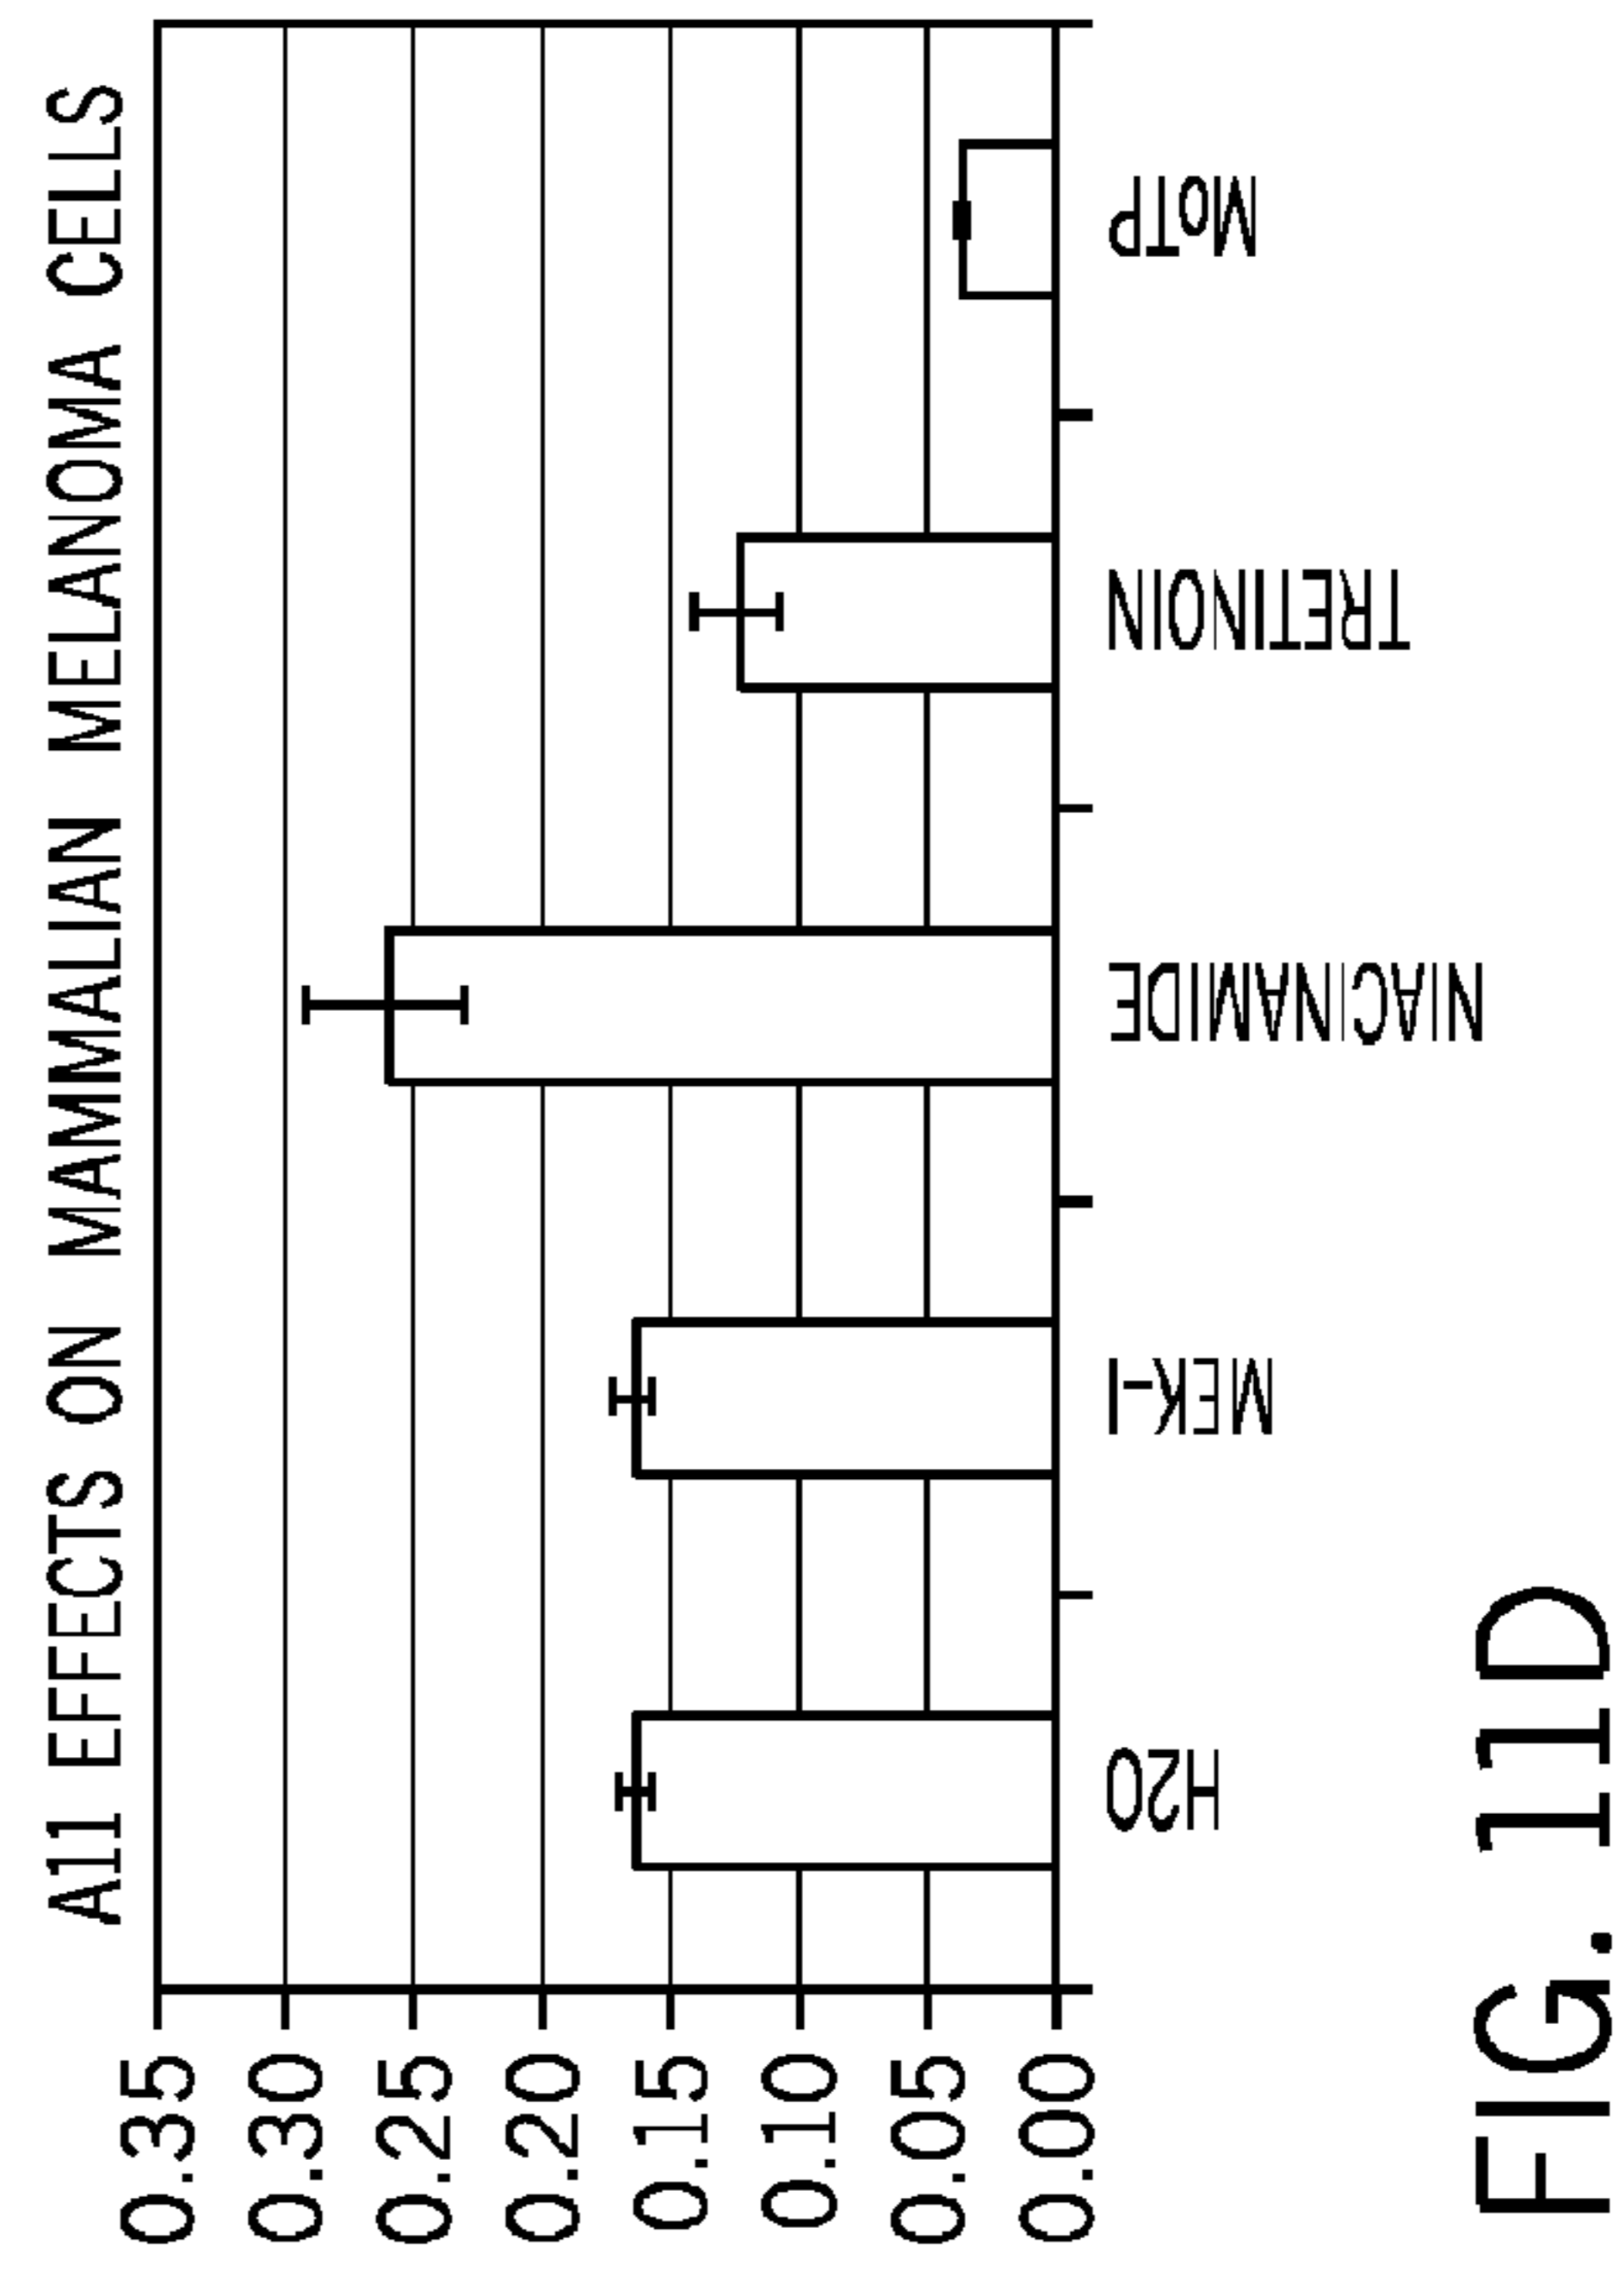 A11 EFFECTS ON MAMMALIAN MELANOMA CELLS
0.35
0.30
0.25
0.20
0.15
0.10
0.05
0.00
H2O
MEK-I
NIACINAMIDE
TRETINOIN
MoTP
FIG. 11D